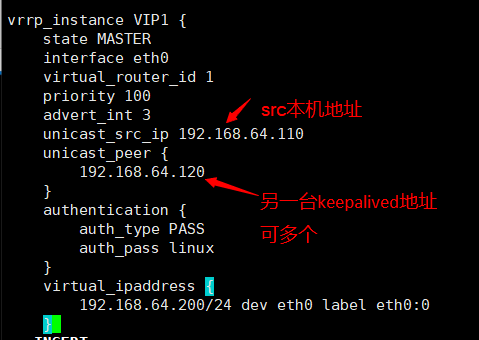 vrrp_instance VIP1 {
state MASTER
interface eth0
virtual_router_id 1
priority 100
advert_int 3
src本机地址
unicast_src_ip 192.168.64.110
unicast_peer {
192.168.64.120
}
另一台keepalived地址
可多个
authentication {
auth_type PASS
auth_pass linux
}
virtual_ipaddress {
192.168.64.200/24 dev eth0 label eth0:0
}